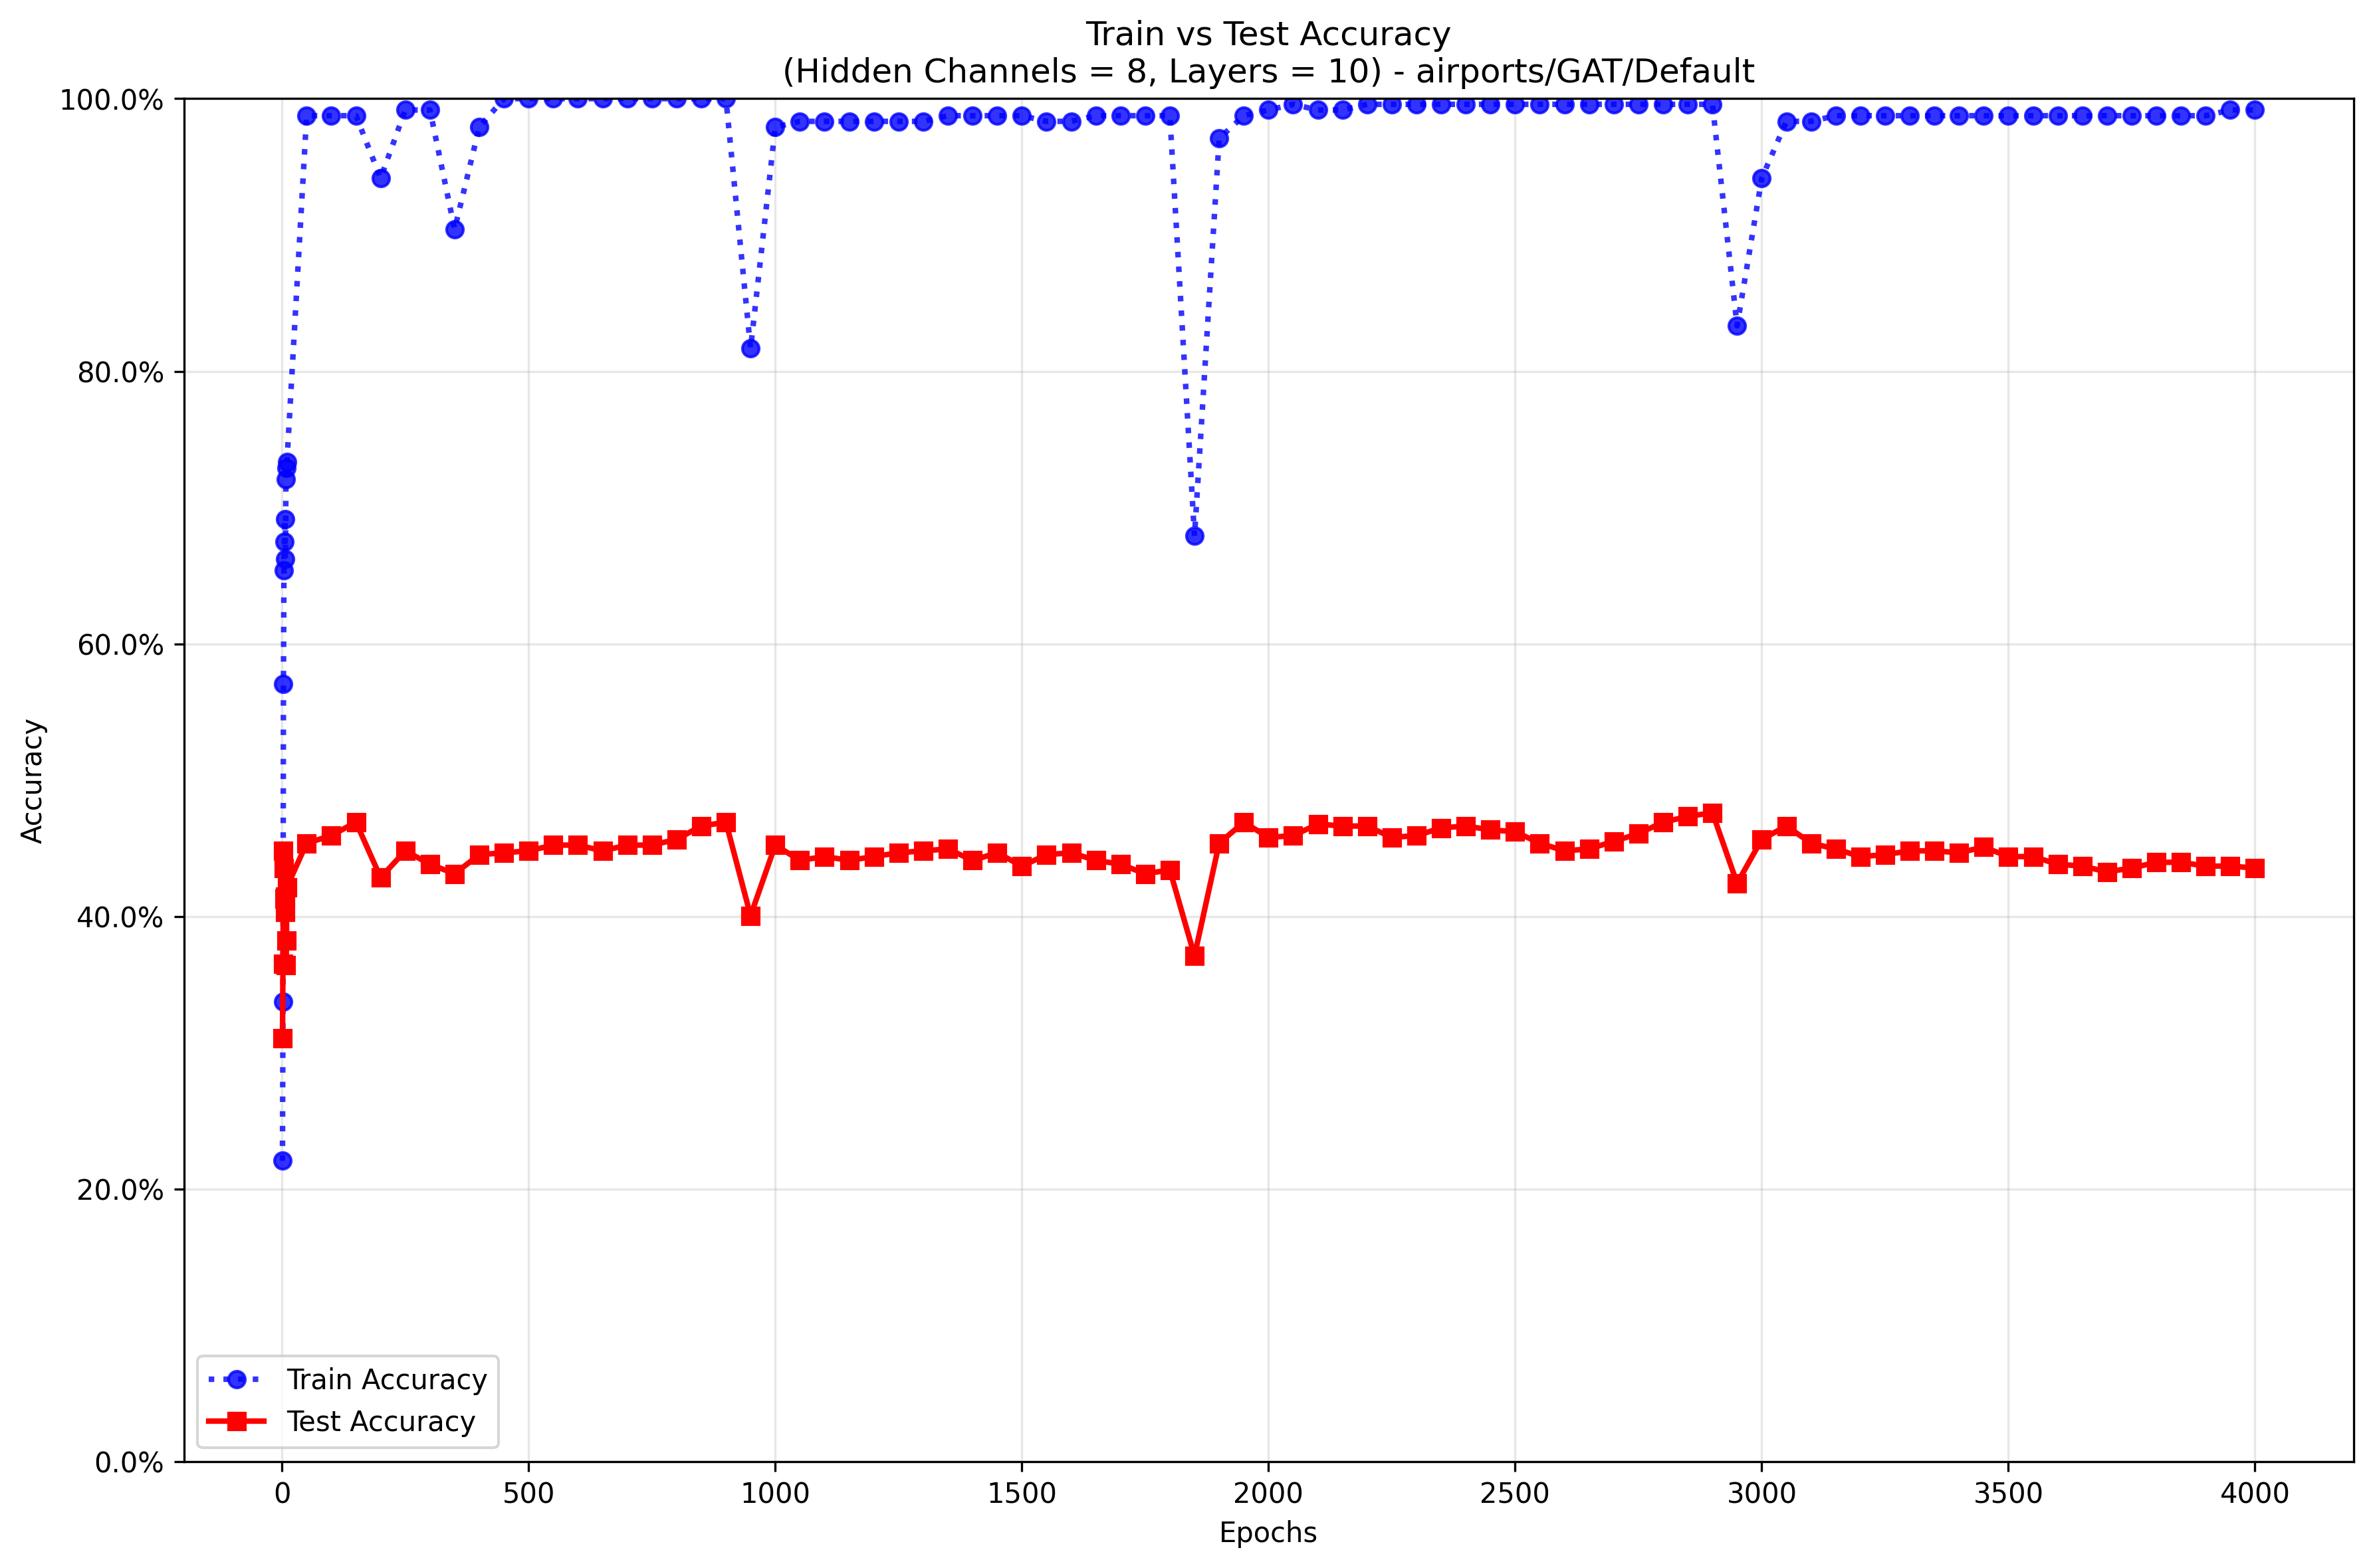 Train vs Test Accuracy
(Hidden Channels = 8, Layers = 10) - airports/GAT/Default
100.0%
80.0%
60.0%
40.0%
20.0%
0.0%
Accuracy
Train Accuracy
Test Accuracy
0 500 1000 1500 2000 2500 3000 3500 4000
Epochs